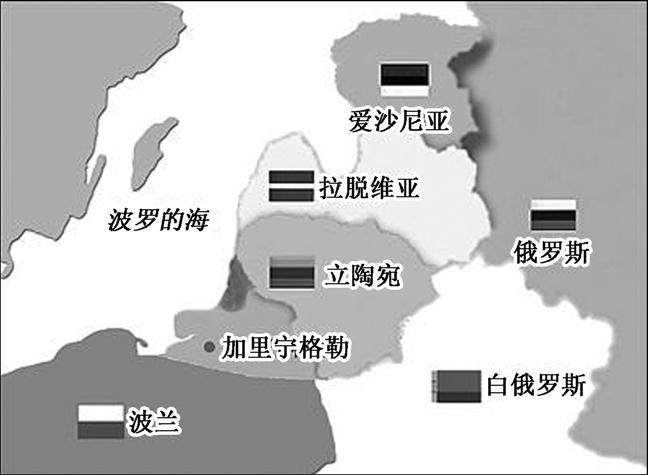 爱沙尼亚
拉脱维亚
波罗的海
俄罗斯
立陶宛
加里宁格勒
白俄罗斯
波兰